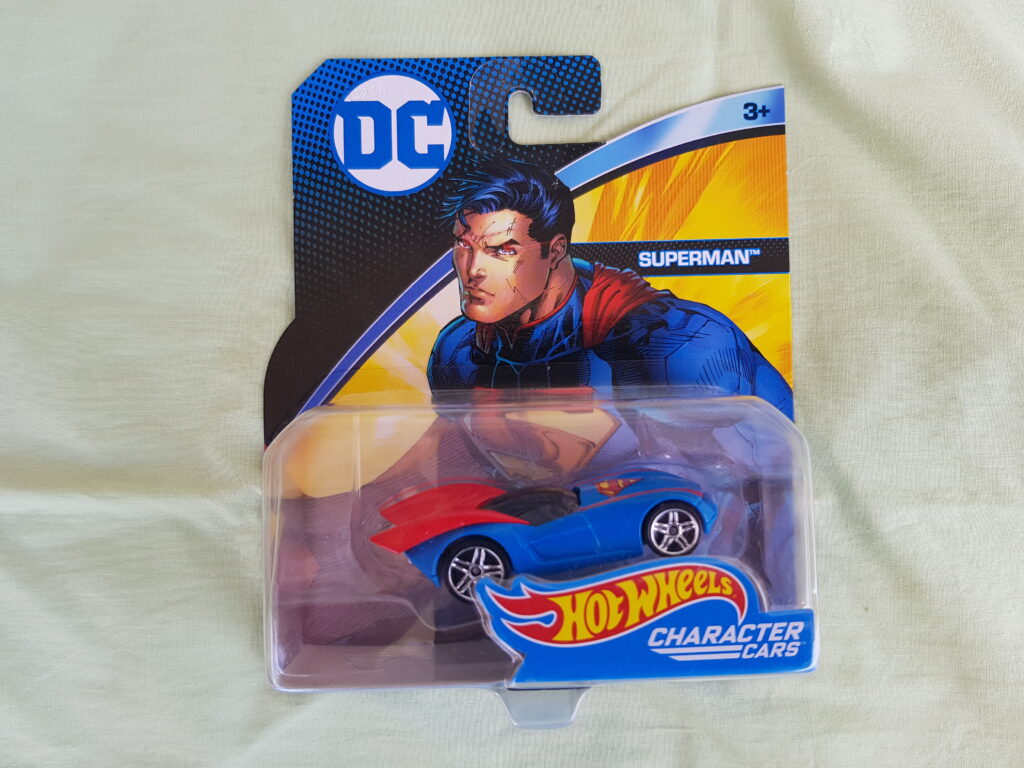 DC
3+
SUPERMAN™
HOT WHEELS
CHARACTER
CARS™